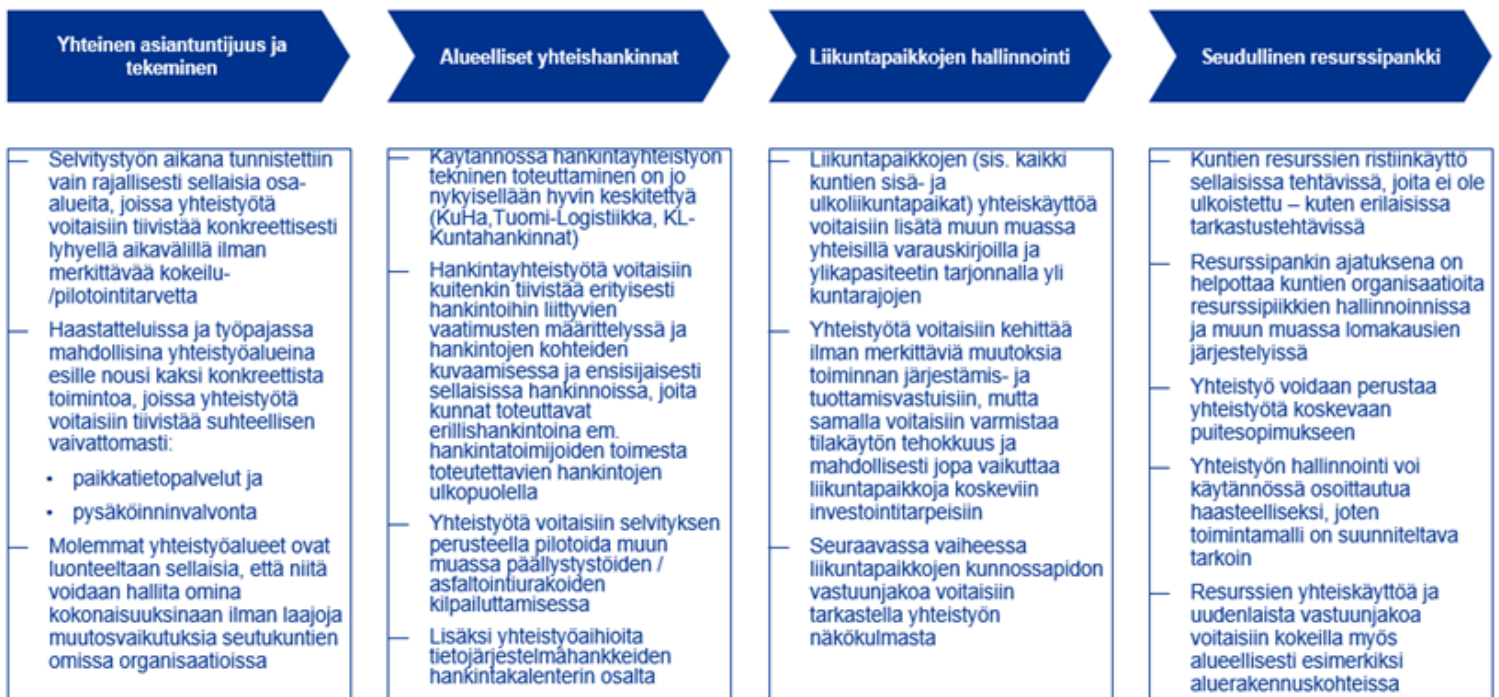 Yhteinen asiantuntijuus ja
tekeminen
— Selvitystyön aikana tunnistettiin
vain rajallisesti sellaisia osa-
alueita, joissa yhteistyötä
voitaisiin tiivistää konkreettisesti
lyhyellä aikavälillä ilman
merkittävää kokeilu-
/pilotointitarvetta
— Haastatteluissa ja työpajassa
mahdollisina yhteistyöalueina
esille nousi kaksi konkreettista
toimintoa, joissa yhteistyötä
voitaisiin tiivistää suhteellisen
vaivattomasti:
• paikkatietopalvelut ja
• pysäköinninvalvonta
— Molemmat yhteistyöalueet ovat
luonteeltaan sellaisia, että niitä
voidaan hallita omina
kokonaisuuksinaan ilman laajoja
muutosvaikutuksia seutukuntien
omissa organisaatioissa
Alueelliset yhteishankinnat
— Käytännössä hankintayhteistyön
tekninen toteuttaminen on jo
nykyisellään hyvin keskitettyä
(KuHa,Tuomi-Logistiikka, KL-
Kuntahankinnat)
— Hankintayhteistyötä voitaisiin
kuitenkin tiivistää erityisesti
hankintoihin liittyvien
vaatimusten määrittelyssä ja
hankintojen kohteiden
kuvaamisessa ja ensisijaisesti
sellaisissa hankinnoissa, joita
kunnat toteuttavat
erillishankintoina em.
hankintatoimijoiden toimesta
toteutettavien hankintojen
ulkopuolella
— Yhteistyötä voitaisiin selvityksen
perusteella pilotoida muun
muassa päällystystöiden /
asfaltointiurakoiden
kilpailuttamisessa
— Lisäksi yhteistyöaihioita
tietojärjestelmähankkeiden
hankintakalenterin osalta
Liikuntapaikkojen hallinnointi
— Liikuntapaikkojen (sis. kaikki
kuntien sisä- ja
ulkoliikuntapaikat) yhteiskäyttöä
voitaisiin lisätä muun muassa
yhteisillä varauskirjoilla ja
ylikapasiteetin tarjonnalla yli
kuntarajojen
— Yhteistyötä voitaisiin kehittää
ilman merkittäviä muutoksia
toiminnan järjestämis- ja
tuottamisvastuisiin, mutta
samalla voitaisiin varmistaa
tilakäytön tehokkuus ja
mahdollisesti jopa vaikuttaa
liikuntapaikkoja koskeviin
investointitarpeisiin
— Seuraavassa vaiheessa
liikuntapaikkojen kunnossapidon
vastuunjakoa voitaisiin
tarkastella yhteistyön
näkökulmasta
Seudullinen resurssipankki
— Kuntien resurssien ristiinkäyttö
sellaisissa tehtävissä, joita ei ole
ulkoistettu – kuten erilaisissa
tarkastustehtävissä
— Resurssipankin ajatuksena on
helpottaa kuntien organisaatioita
resurssipiikkien hallinnoinnissa
ja muun muassa lomakausien
järjestelyissä
— Yhteistyö voidaan perustaa
yhteistyötä koskevaan
puitesopimukseen
— Yhteistyön hallinnointi voi
käytännössä osoittautua
haasteelliseksi, joten
toimintamalli on suunniteltava
tarkoin
— Resurssien yhteiskäyttöä ja
uudenlaista vastuunjakoa
voitaisiin kokeilla myös
alueellisesti esimerkiksi
aluerakennuskohteissa